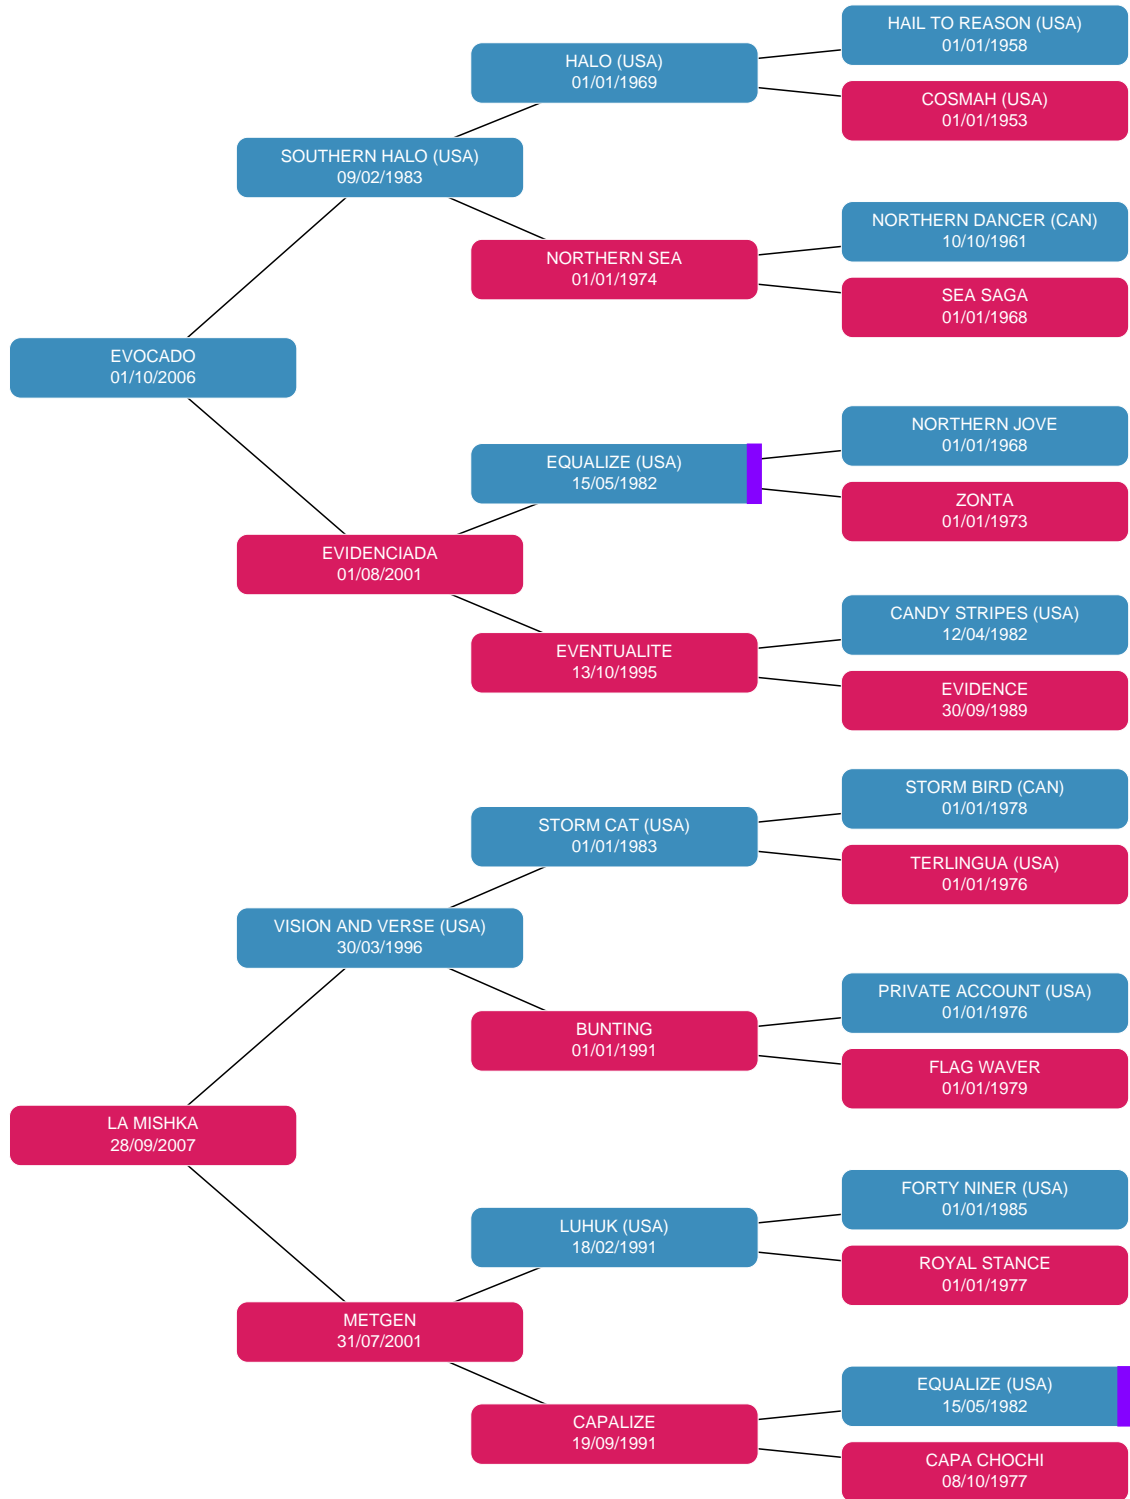 HAIL TO REASON (USA)
01/01/1958
HALO (USA)
01/01/1969
COSMAH (USA)
01/01/1953
SOUTHERN HALO (USA)
09/02/1983
NORTHERN DANCER (CAN)
10/10/1961
NORTHERN SEA
01/01/1974
SEA SAGA
01/01/1968
EVOCADO
01/10/2006
NORTHERN JOVE
01/01/1968
EQUALIZE (USA)
15/05/1982
ZONTA
01/01/1973
EVIDENCIADA
01/08/2001
CANDY STRIPES (USA)
12/04/1982
EVENTUALITE
13/10/1995
EVIDENCE
30/09/1989
STORM BIRD (CAN)
01/01/1978
STORM CAT (USA)
01/01/1983
TERLINGUA (USA)
01/01/1976
VISION AND VERSE (USA)
30/03/1996
PRIVATE ACCOUNT (USA)
01/01/1976
BUNTING
01/01/1991
FLAG WAVER
01/01/1979
LA MISHKA
28/09/2007
FORTY NINER (USA)
01/01/1985
LUHUK (USA)
18/02/1991
ROYAL STANCE
01/01/1977
METGEN
31/07/2001
EQUALIZE (USA)
15/05/1982
CAPALIZE
19/09/1991
CAPA CHOCHI
08/10/1977